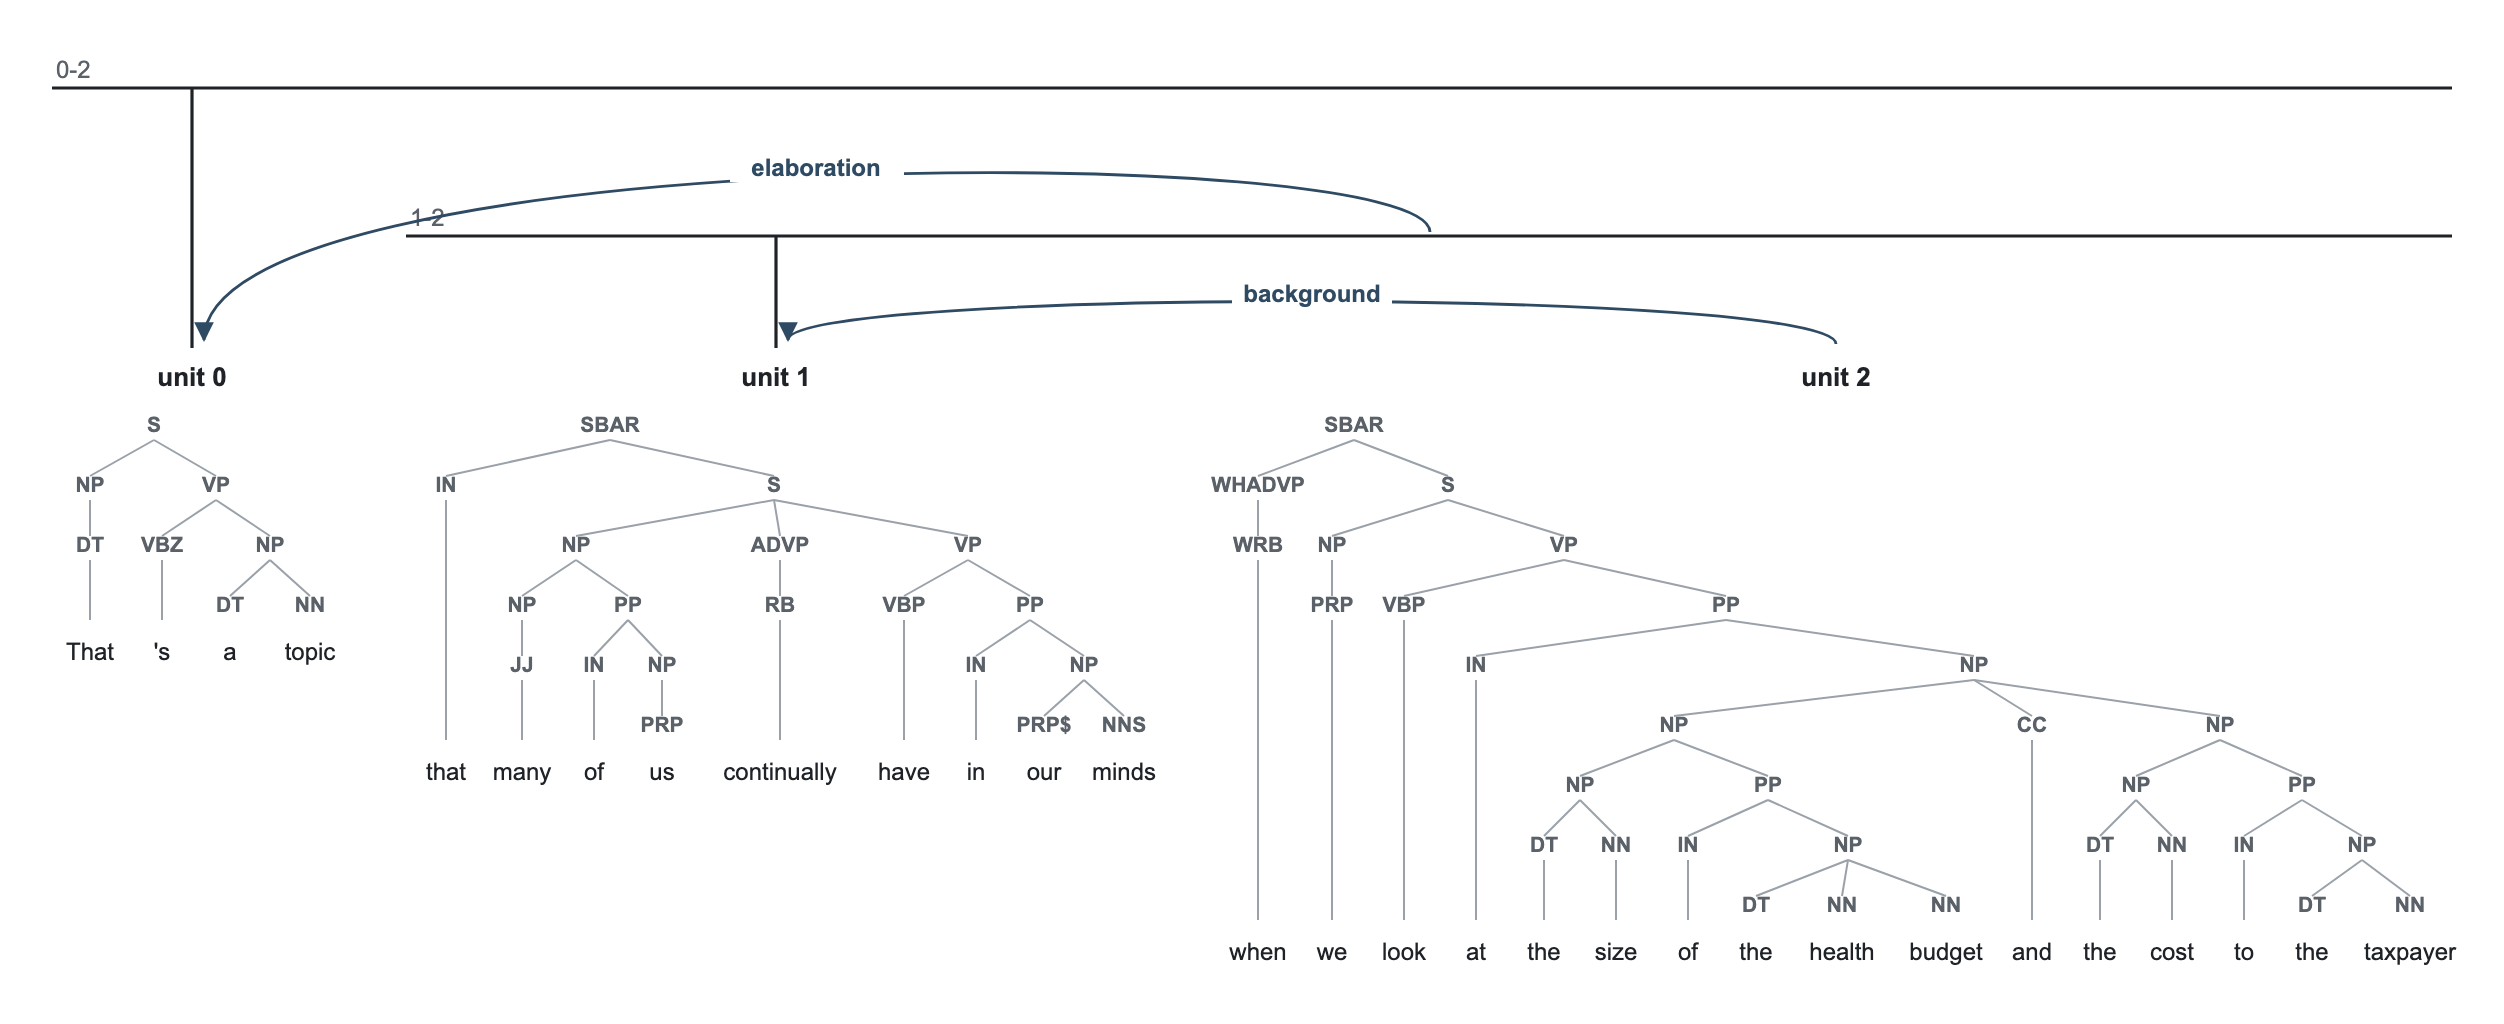 0-2
elaboration
1-2
background
unit 0 unit 1 unit 2
S SBAR SBAR
NP VP IN S WHADVP S
DT VBZ NP NP ADVP VP WRB NP VP
DT NN NP PP RB VBP PP PRP VBP PP
That 's a topic JJ IN NP IN NP IN NP
PRP PRP$ NNS NP CC NP
that many of us continually have in our minds NP PP NP PP
DT NN IN NP DT NN IN NP
DT NN NN DT NN
when we look at the size of the health budget and the cost to the taxpayer